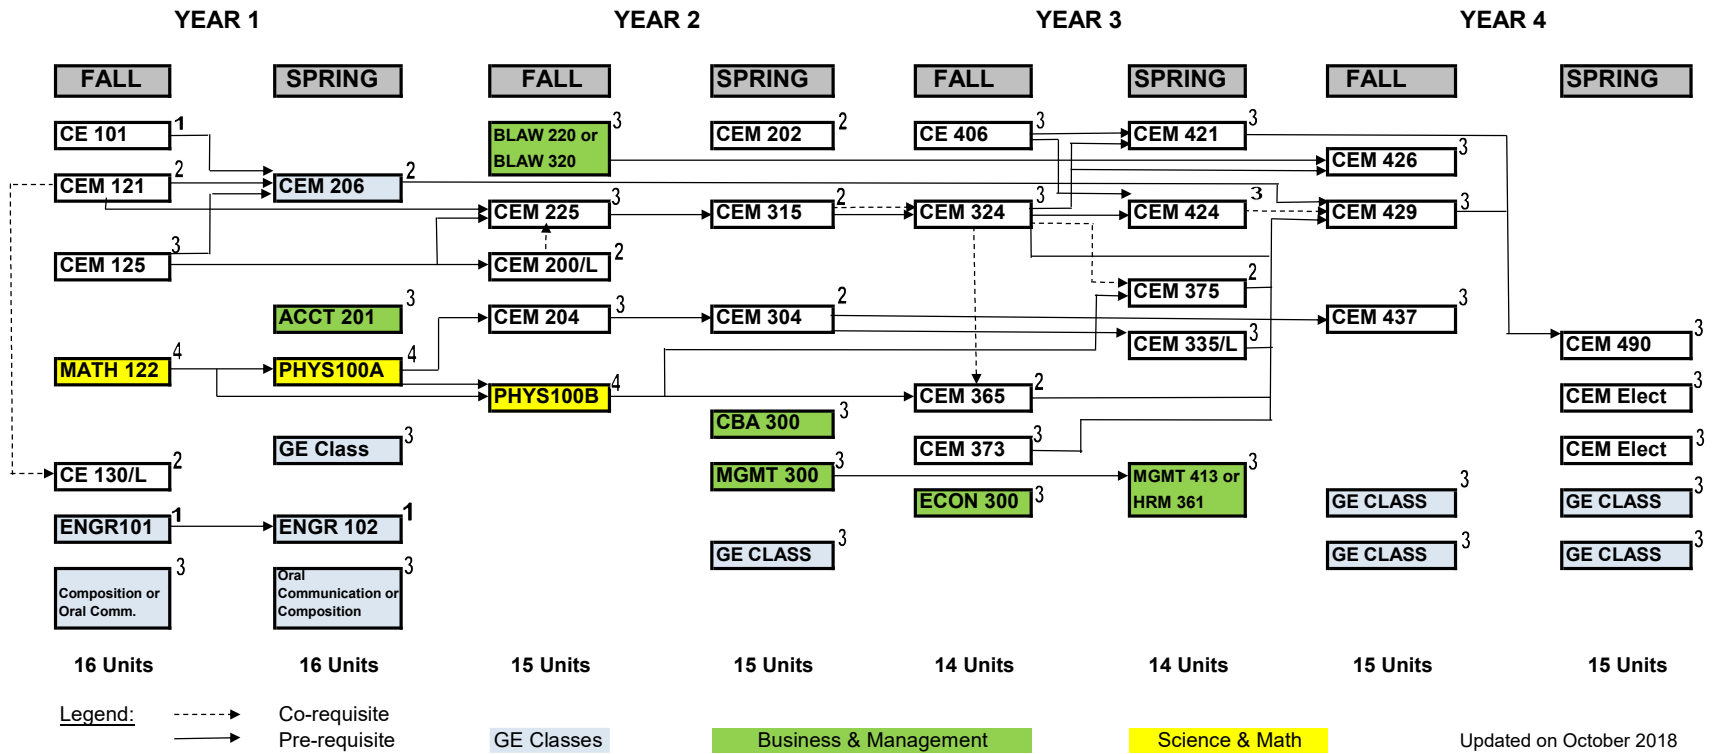 YEAR 1 YEAR 2 YEAR 3 YEAR 4
FALL SPRING FALL SPRING FALL SPRING FALL SPRING
CE 101 1
CEM 121 2
CEM 125 3
MATH 122 4
CE 130/L 2
ENGR101 1
Composition or
Oral Comm.
3
16 Units
CEM 206 2
ACCT 201 3
PHYS100A 4
GE Class 3
ENGR 102 1
Oral
Communication or
Composition
3
16 Units
BLAW 220 or
BLAW 320
3
CEM 225 3
CEM 200/L 2
CEM 204 3
PHYS100B 4
15 Units
CEM 202 2
CEM 315 2
CEM 304 2
CBA 300 3
MGMT 300 3
GE CLASS 3
15 Units
CE 406 3
CEM 324 3
CEM 365 2
CEM 373 3
ECON 300 3
14 Units
CEM 421 3
CEM 424 3
CEM 375 2
CEM 335/L 3
MGMT 413 or
HRM 361
3
14 Units
CEM 426 3
CEM 429 3
CEM 437 3
GE CLASS 3
GE CLASS 3
15 Units
CEM 490 3
CEM Elect 3
CEM Elect 3
GE CLASS 3
GE CLASS 3
15 Units
Legend: Co-requisite
Pre-requisite
GE Classes Business & Management Science & Math Updated on October 2018